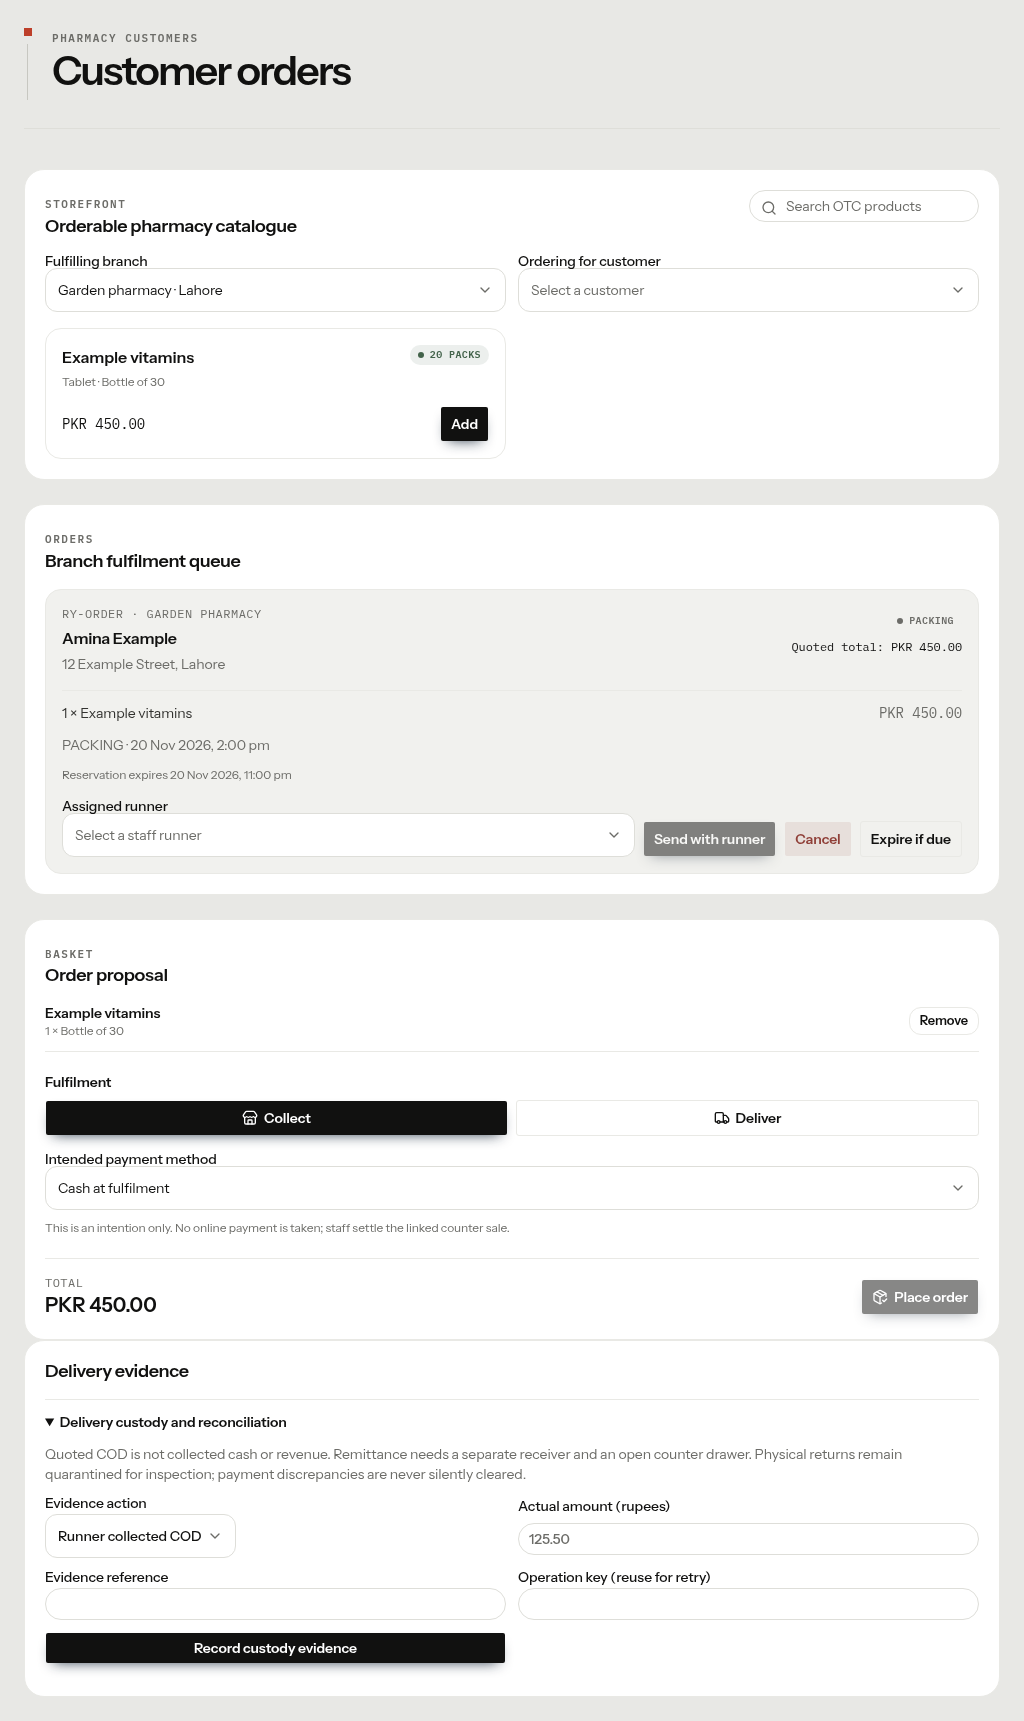 PHARMACY CUSTOMERS
Customer orders
STOREFRONT
Orderable pharmacy catalogue
Search OTC products
Fulfilling branch
Garden pharmacy · Lahore
Ordering for customer
Select a customer
Example vitamins
20 PACKS
Tablet · Bottle of 30
PKR 450.00
Add
ORDERS
Branch fulfilment queue
RY-ORDER · GARDEN PHARMACY
Amina Example
12 Example Street, Lahore
PACKING
Quoted total: PKR 450.00
1 × Example vitamins
PKR 450.00
PACKING · 20 Nov 2026, 2:00 pm
Reservation expires 20 Nov 2026, 11:00 pm
Assigned runner
Select a staff runner
Send with runner
Cancel
Expire if due
BASKET
Order proposal
Example vitamins
1 × Bottle of 30
Remove
Fulfilment
Collect
Deliver
Intended payment method
Cash at fulfilment
This is an intention only. No online payment is taken; staff settle the linked counter sale.
TOTAL
PKR 450.00
Place order
Delivery evidence
Delivery custody and reconciliation
Quoted COD is not collected cash or revenue. Remittance needs a separate receiver and an open counter drawer. Physical returns remain
quarantined for inspection; payment discrepancies are never silently cleared.
Evidence action
Runner collected COD
Actual amount (rupees)
125.50
Evidence reference
Operation key (reuse for retry)
Record custody evidence